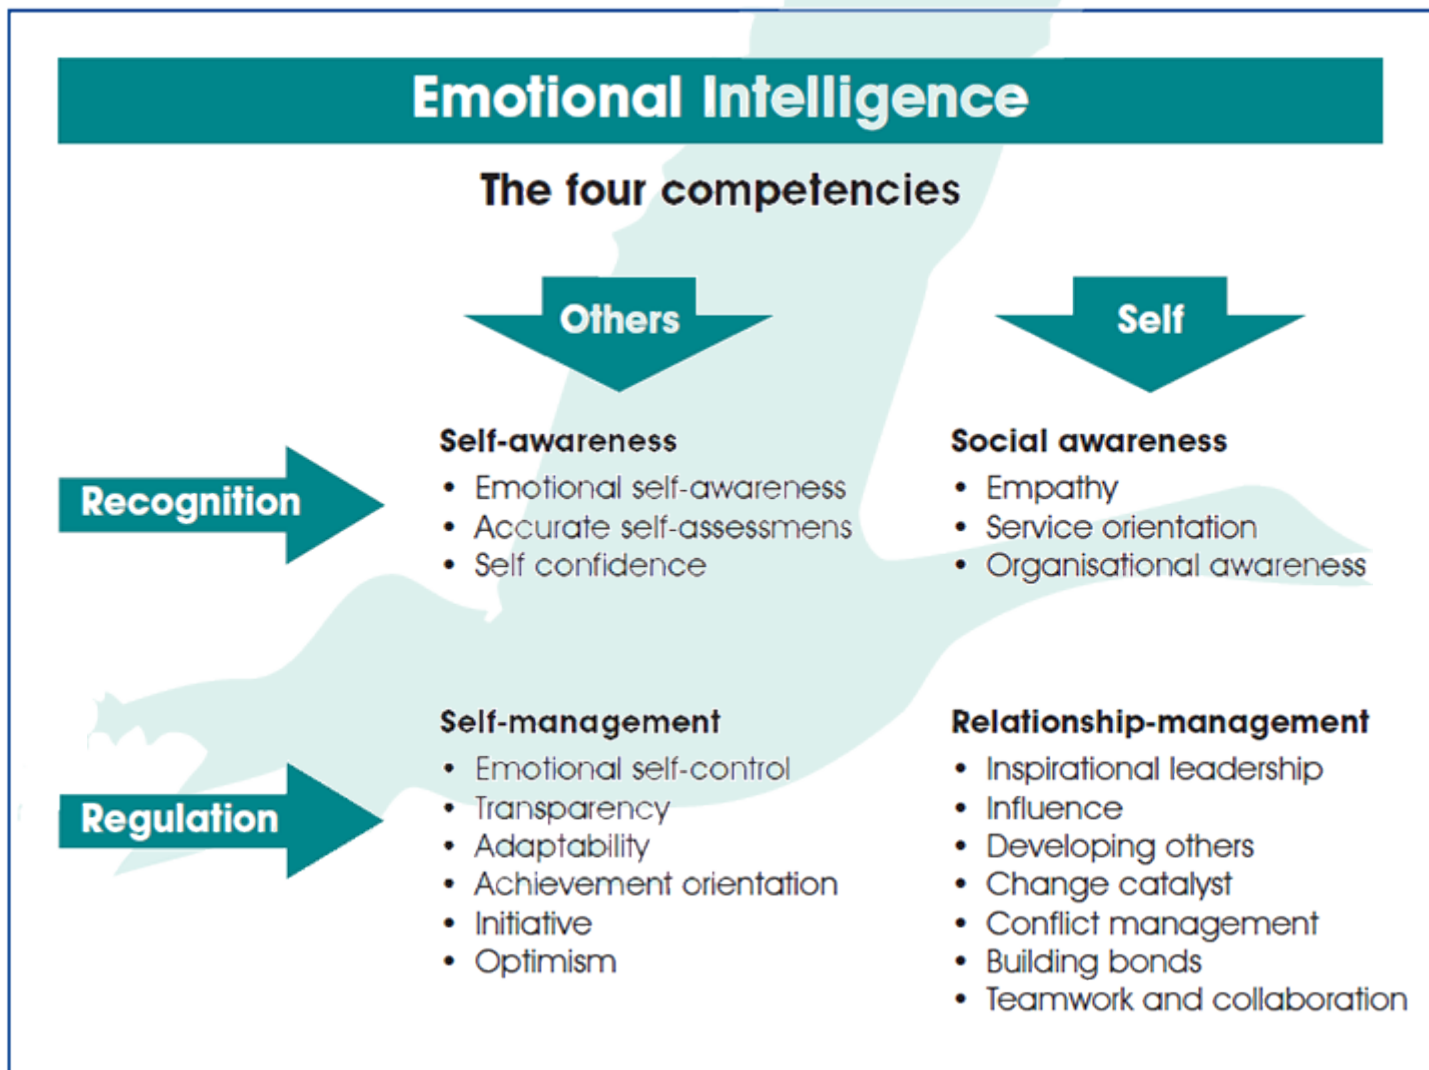 Emotional Intelligence
The four competencies
Others
Self
Recognition
Self-awareness
• Emotional self-awareness
• Accurate self-assessmens
• Self confidence
Social awareness
• Empathy
• Service orientation
• Organisational awareness
Regulation
Self-management
• Emotional self-control
• Transparency
• Adaptability
• Achievement orientation
• Initiative
• Optimism
Relationship-management
• Inspirational leadership
• Influence
• Developing others
• Change catalyst
• Conflict management
• Building bonds
• Teamwork and collaboration